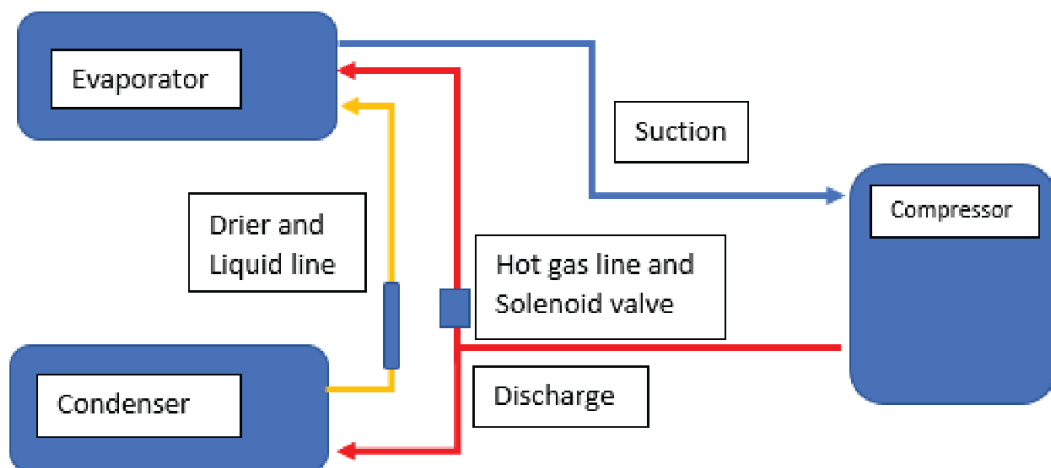 Evaporator
Suction
Compressor
Drier and
Liquid line
Hot gas line and
Solenoid valve
Condenser
Discharge